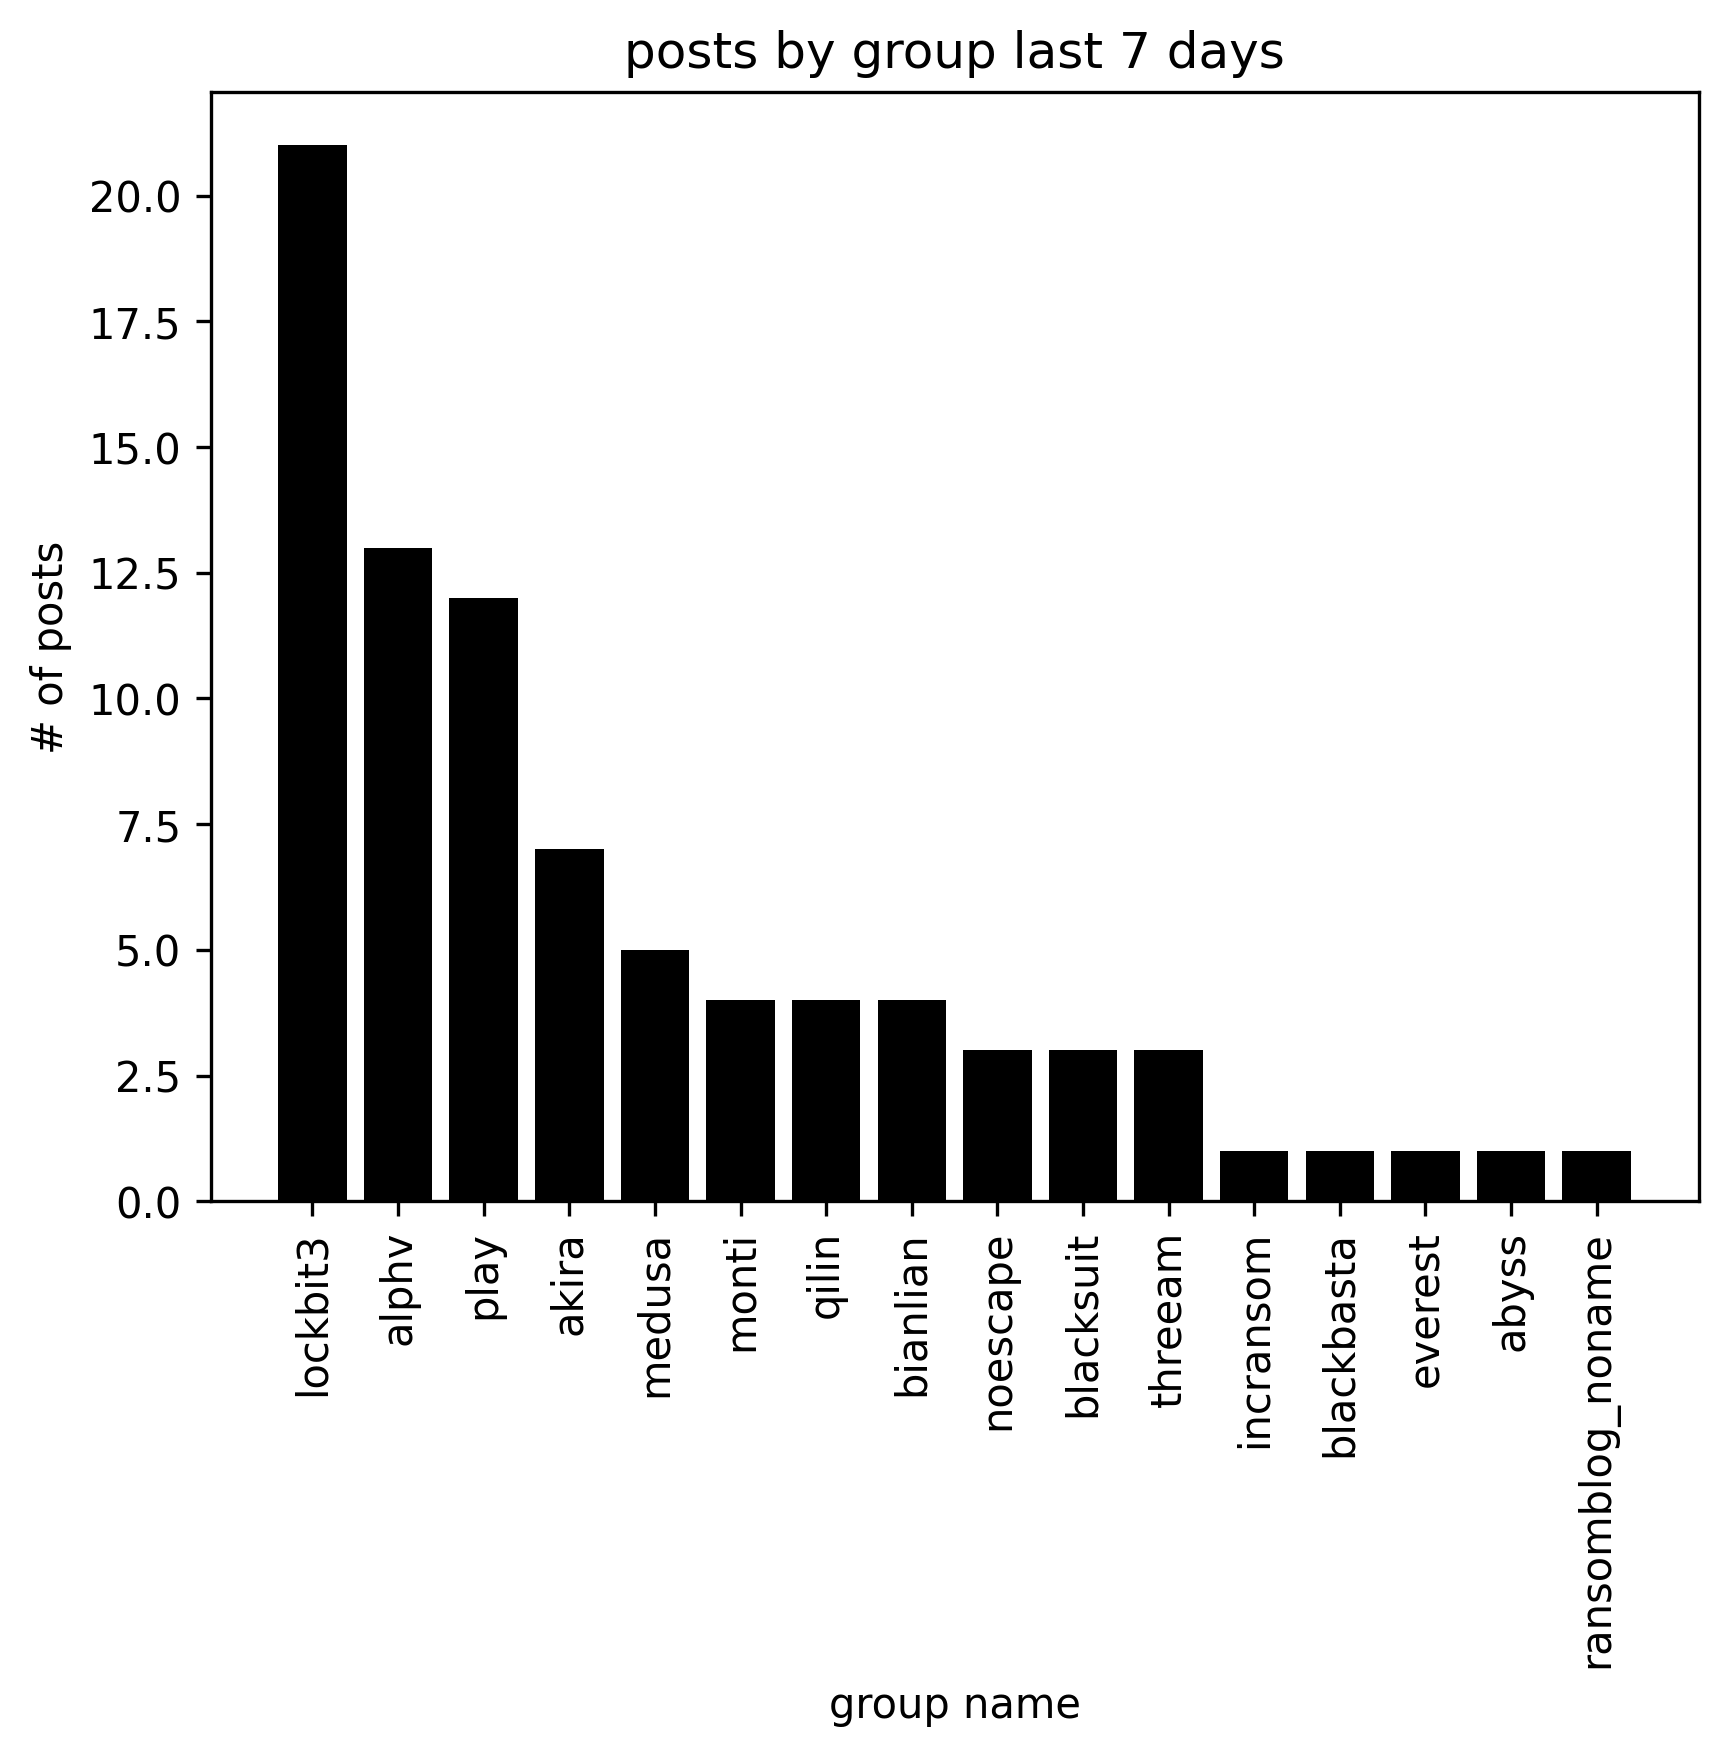 posts by group last 7 days
# of posts
20.0
17.5
15.0
12.5
10.0
7.5
5.0
2.5
0.0
lockbit3
alphv
play
akira
medusa
monti
qilin
bianlian
noescape
blacksuit
threeam
incransom
blackbasta
everest
abyss
ransomblog_noname
group name